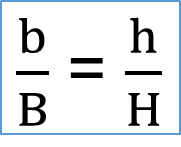 b/B = h/H